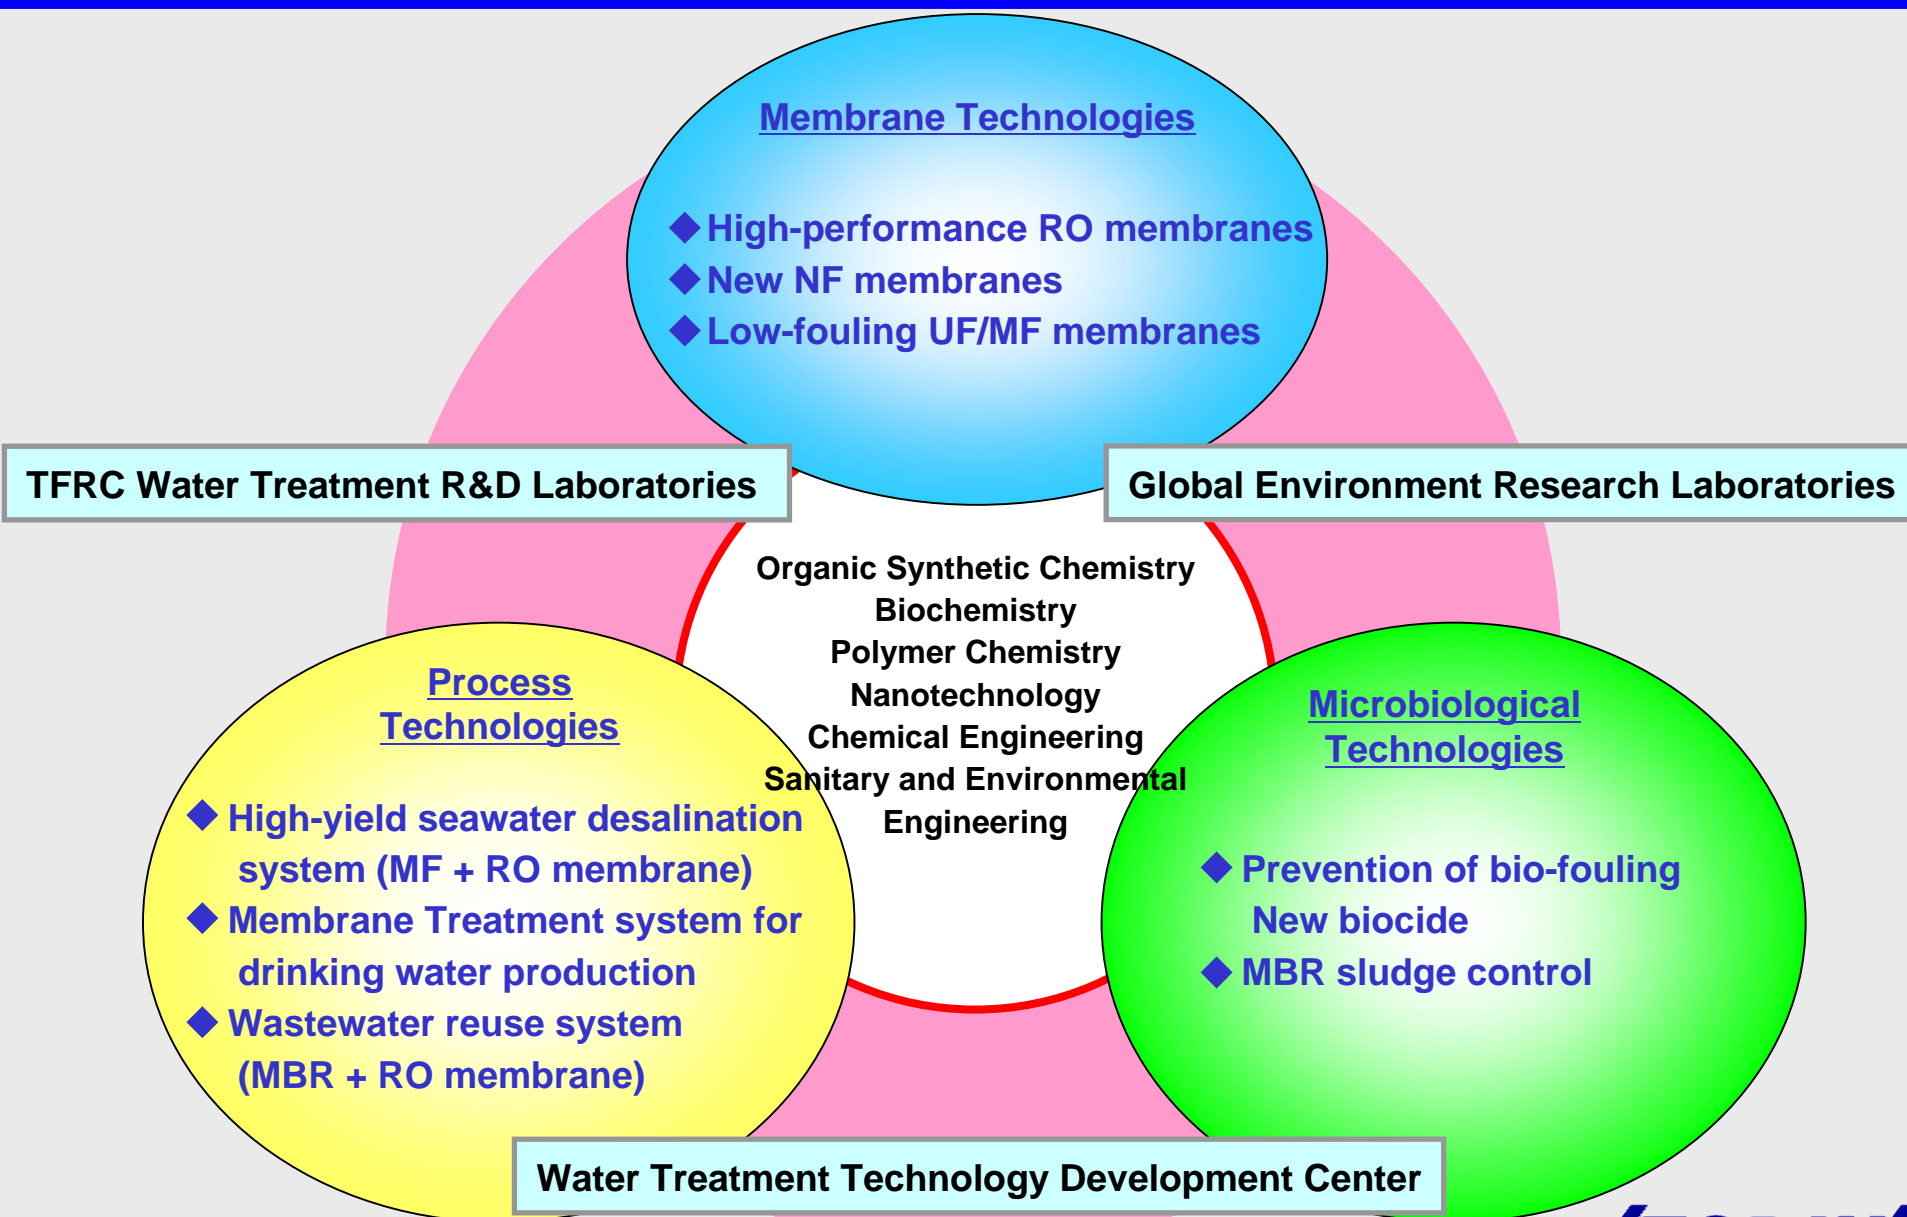 Membrane Technologies
◆High-performance RO membranes
◆New NF membranes
◆Low-fouling UF/MF membranes
TFRC Water Treatment R&D Laboratories
Global Environment Research Laboratories
Organic Synthetic Chemistry
Biochemistry
Polymer Chemistry
Nanotechnology
Chemical Engineering
Sanitary and Environmental
Engineering
Process
Technologies
◆High-yield seawater desalination
system (MF + RO membrane)
◆Membrane Treatment system for
drinking water production
◆Wastewater reuse system
(MBR + RO membrane)
Microbiological
Technologies
◆Prevention of bio-fouling
New biocide
◆MBR sludge control
Water Treatment Technology Development Center